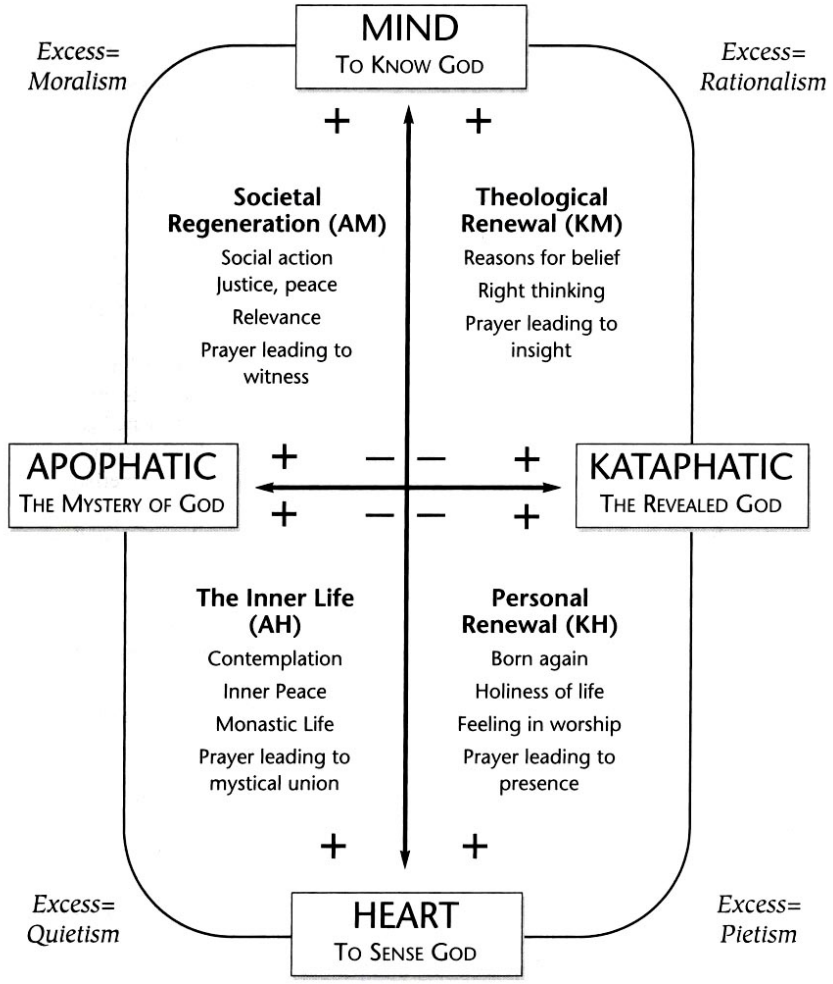 MIND
TO KNOW GOD
Excess=
Moralism
Excess=
Rationalism
+ +
Societal
Regeneration (AM)
Social action
Justice, peace
Relevance
Prayer leading to
witness
Theological
Renewal (KM)
Reasons for belief
Right thinking
Prayer leading to
insight
APOPHATIC
THE MYSTERY OF GOD
+ − − +
+ − − +
KATAPHATIC
THE REVEALED GOD
The Inner Life
(AH)
Contemplation
Inner Peace
Monastic Life
Prayer leading to
mystical union
Personal
Renewal (KH)
Born again
Holiness of life
Feeling in worship
Prayer leading to
presence
+ +
Excess=
Quietism
Excess=
Pietism
HEART
TO SENSE GOD